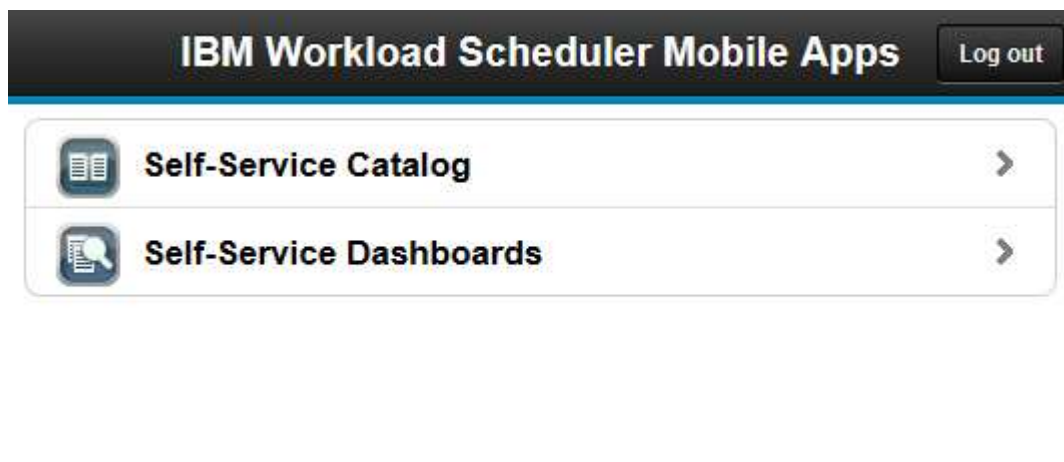 IBM Workload Scheduler Mobile Apps Log out
Self-Service Catalog
Self-Service Dashboards